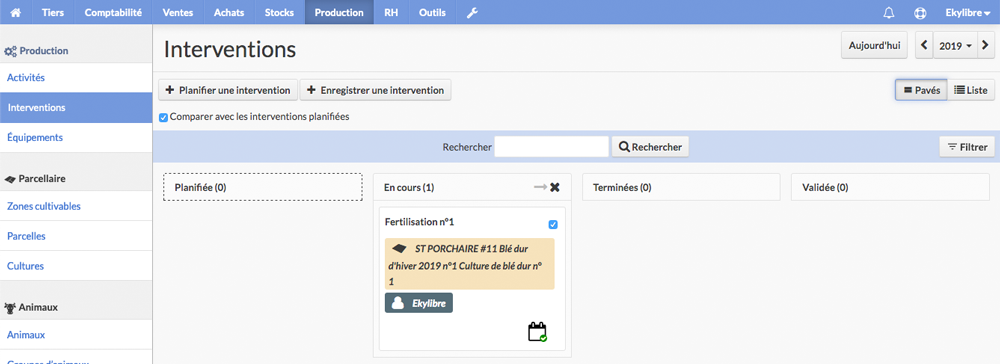 Tiers Comptabilité Ventes Achats Stocks Production RH Outils Ekylibre
Production
Activités
Interventions
Équipements
Parcellaire
Zones cultivables
Parcelles
Cultures
Animaux
Animaux
Groupes d'animaux
Interventions
Aujourd'hui 2019
Planifier une intervention Enregistrer une intervention Pavés Liste
Comparer avec les interventions planifiées
Rechercher Rechercher Filtrer
Planifiée (0) En cours (1) Terminées (0) Validée (0)
Fertilisation n°1
ST PORCHAIRE #11 Blé dur
d'hiver 2019 n°1 Culture de blé dur n°
1
Ekylibre